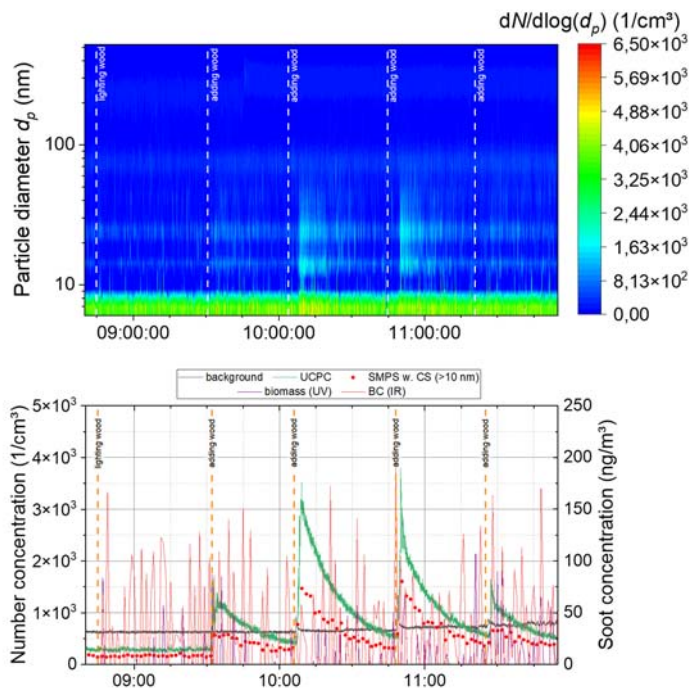 dN/dlog(d_p) (1/cm³)
6,50×10³
5,69×10³
4,88×10³
4,06×10³
3,25×10³
2,44×10³
1,63×10³
8,13×10²
0,00
Particle diameter d_p (nm)
100
10
lighting wood
adding wood
adding wood
adding wood
adding wood
09:00:00
10:00:00
11:00:00
background
UCPC
SMPS w. CS (>10 nm)
biomass (UV)
BC (IR)
Number concentration (1/cm³)
5×10³
4×10³
3×10³
2×10³
1×10³
0
lighting wood
adding wood
adding wood
adding wood
adding wood
250
200
150
100
50
0
Soot concentration (ng/m³)
09:00
10:00
11:00